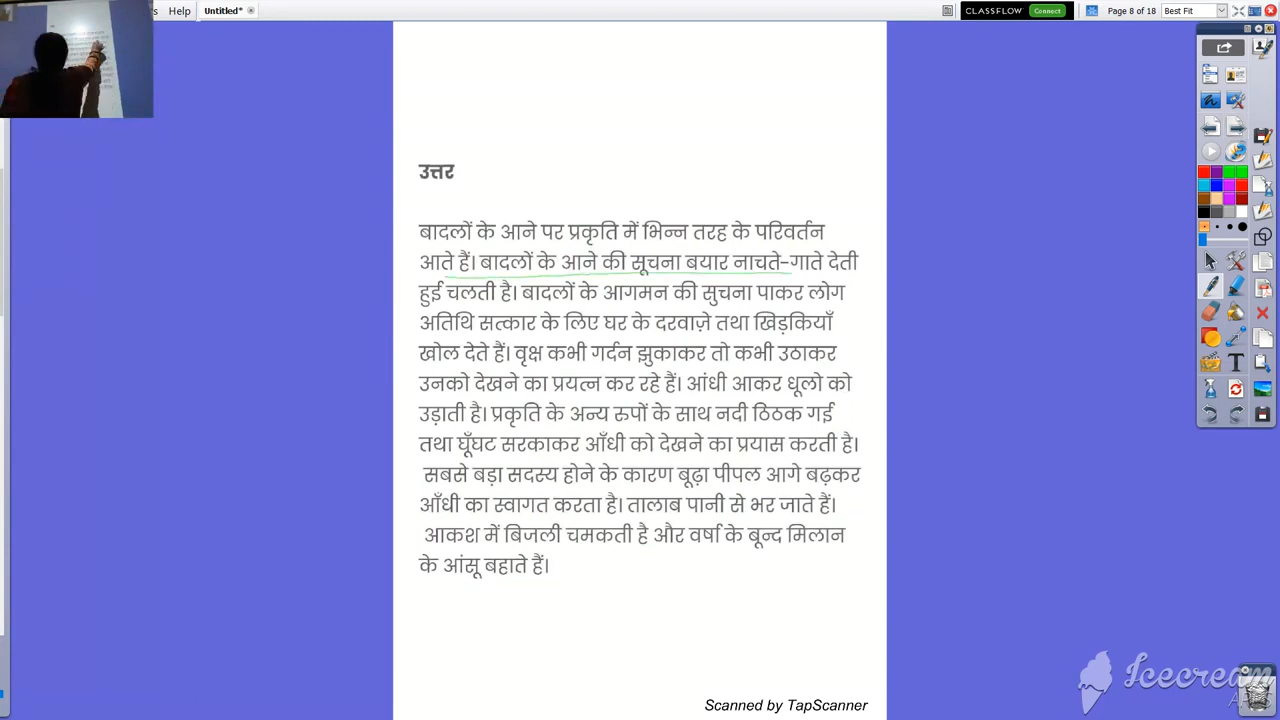 s Help Untitled* CLASSFLOW Connect Page 8 of 18 Best Fit
उत्तर
बादलों के आने पर प्रकृति में भिन्न तरह के परिवर्तन
आते हैं। बादलों के आने की सूचना बयार नाचते-गाते देती
हुई चलती है। बादलों के आगमन की सुचना पाकर लोग
अतिथि सत्कार के लिए घर के दरवाज़े तथा खिड़कियाँ
खोल देते हैं। वृक्ष कभी गर्दन झुकाकर तो कभी उठाकर
उनको देखने का प्रयत्न कर रहे हैं। आंधी आकर धूलो को
उड़ाती है। प्रकृति के अन्य रुपों के साथ नदी ठिठक गई
तथा घूँघट सरकाकर आँधी को देखने का प्रयास करती है।
सबसे बड़ा सदस्य होने के कारण बूढ़ा पीपल आगे बढ़कर
आँधी का स्वागत करता है। तालाब पानी से भर जाते हैं।
आकश में बिजली चमकती है और वर्षा के बून्द मिलान
के आंसू बहाते हैं।
Icecream
APPS
Scanned by TapScanner